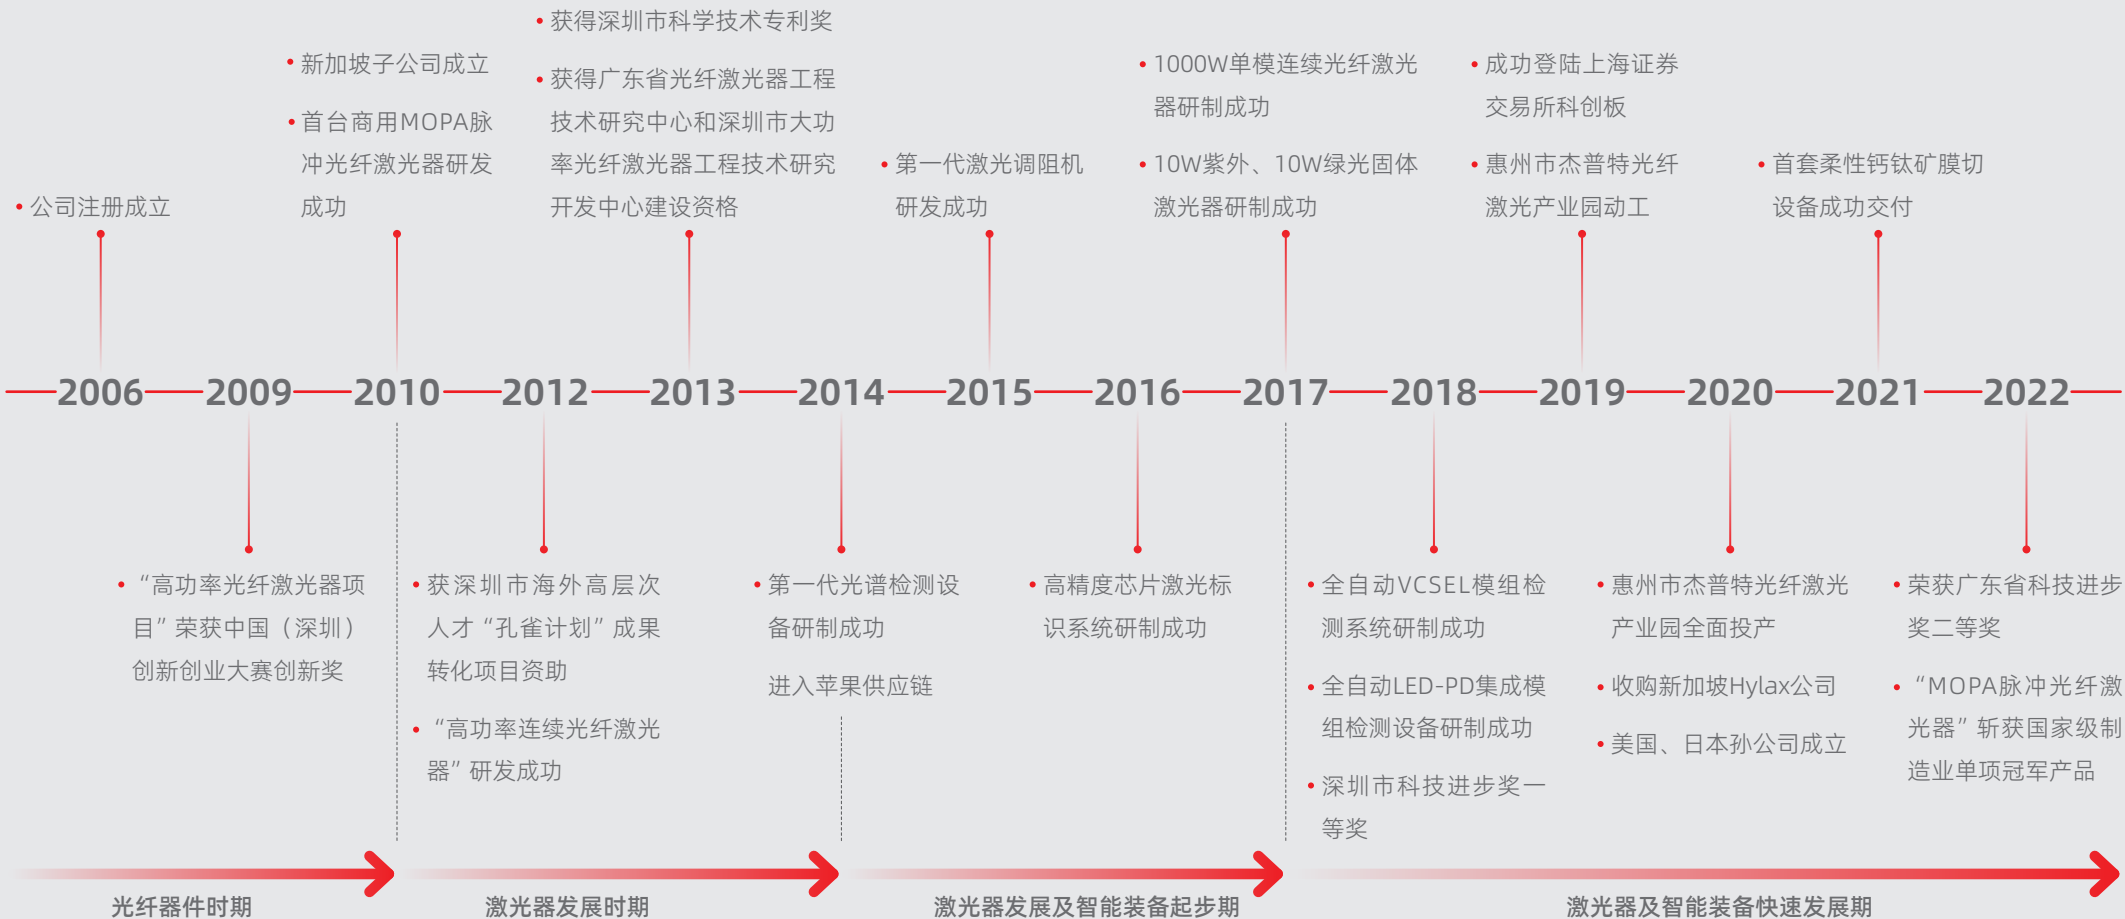 • 公司注册成立
• 新加坡子公司成立
• 首台商用MOPA脉
冲光纤激光器研发
成功
• 获得深圳市科学技术专利奖
• 获得广东省光纤激光器工程
技术研究中心和深圳市大功
率光纤激光器工程技术研究
开发中心建设资格
• 第一代激光调阻机
研发成功
• 1000W单模连续光纤激光
器研制成功
• 10W紫外、10W绿光固体
激光器研制成功
• 成功登陆上海证券
交易所科创板
• 惠州市杰普特光纤
激光产业园动工
• 首套柔性钙钛矿膜切
设备成功交付
2006 2009 2010 2012 2013 2014 2015 2016 2017 2018 2019 2020 2021 2022
• “高功率光纤激光器项
目”荣获中国（深圳）
创新创业大赛创新奖
• 获深圳市海外高层次
人才“孔雀计划”成果
转化项目资助
• “高功率连续光纤激光
器”研发成功
• 第一代光谱检测设
备研制成功
进入苹果供应链
• 高精度芯片激光标
识系统研制成功
• 全自动VCSEL模组检
测系统研制成功
• 全自动LED-PD集成模
组检测设备研制成功
• 深圳市科技进步奖一
等奖
• 惠州市杰普特光纤激光
产业园全面投产
• 收购新加坡Hylax公司
• 美国、日本孙公司成立
• 荣获广东省科技进步
奖二等奖
• “MOPA脉冲光纤激
光器”斩获国家级制
造业单项冠军产品
光纤器件时期
激光器发展时期
激光器发展及智能装备起步期
激光器及智能装备快速发展期